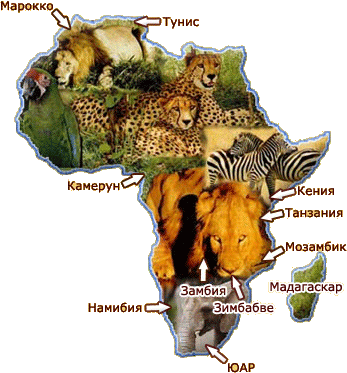 Марокко
Тунис
Камерун
Кения
Танзания
Мозамбик
Мадагаскар
Замбия
Зимбабве
Намибия
ЮАР